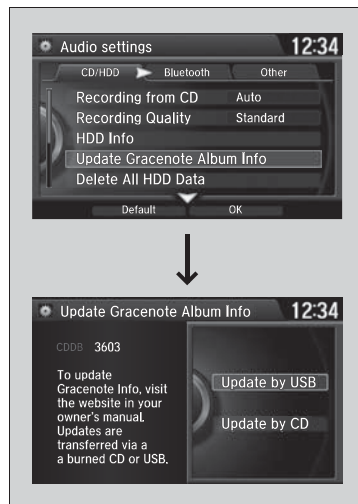 Audio settings 12:34
CD/HDD Bluetooth Other
Recording from CD Auto
Recording Quality Standard
HDD Info
Update Gracenote Album Info
Delete All HDD Data
Default OK
Update Gracenote Album Info 12:34
CDDB 3603
To update
Gracenote Info, visit
the website in your
owner's manual.
Updates are
transferred via a
a burned CD or USB.
Update by USB
Update by CD